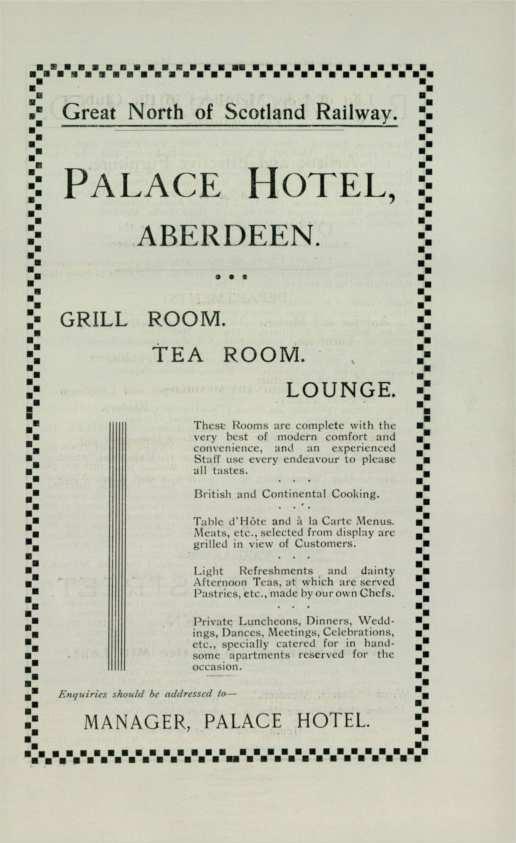 Great North of Scotland Railway.
PALACE HOTEL,
ABERDEEN.
GRILL ROOM.
TEA ROOM.
LOUNGE.
These Rooms are complete with the
very best of modern comfort and
convenience, and an experienced
Staff use every endeavour to please
all tastes.
British and Continental Cooking.
Table d'Hôte and à la Carte Menus.
Meats, etc., selected from display are
grilled in view of Customers.
Light Refreshments and dainty
Afternoon Teas, at which are served
Pastries, etc., made by our own Chefs.
Private Luncheons, Dinners, Wedd-
ings, Dances, Meetings, Celebrations,
etc., specially catered for in hand-
some apartments reserved for the
occasion.
Enquiries should be addressed to—
MANAGER, PALACE HOTEL.